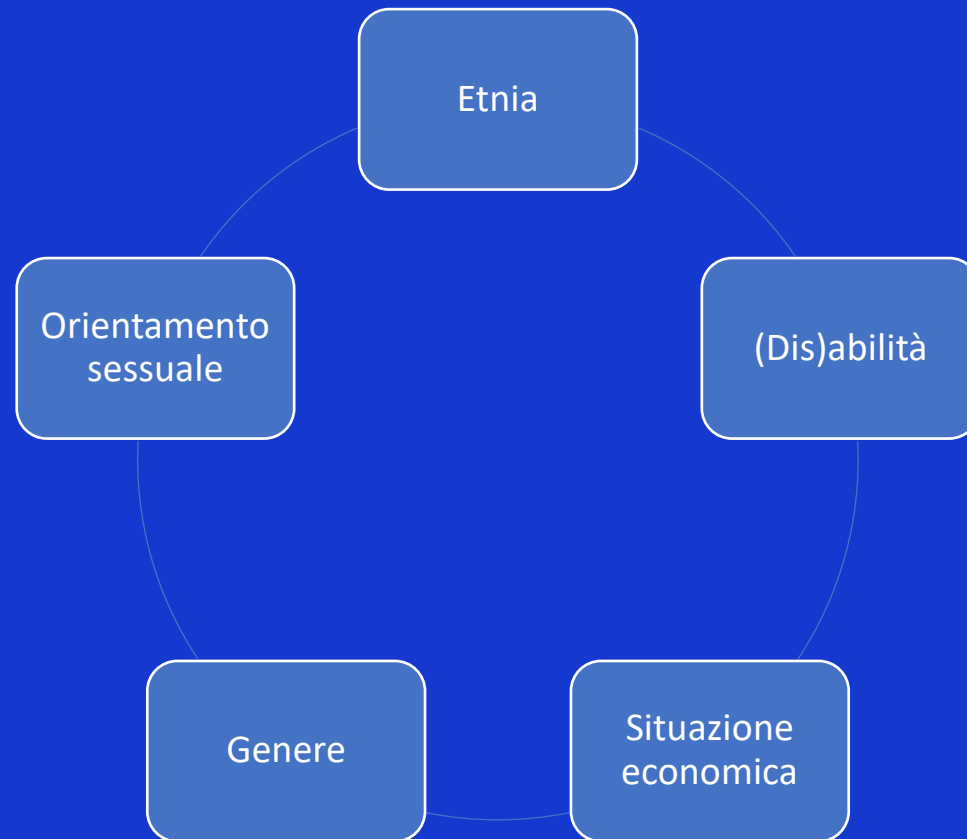 Etnia
Orientamento
sessuale
(Dis)abilità
Genere
Situazione
economica